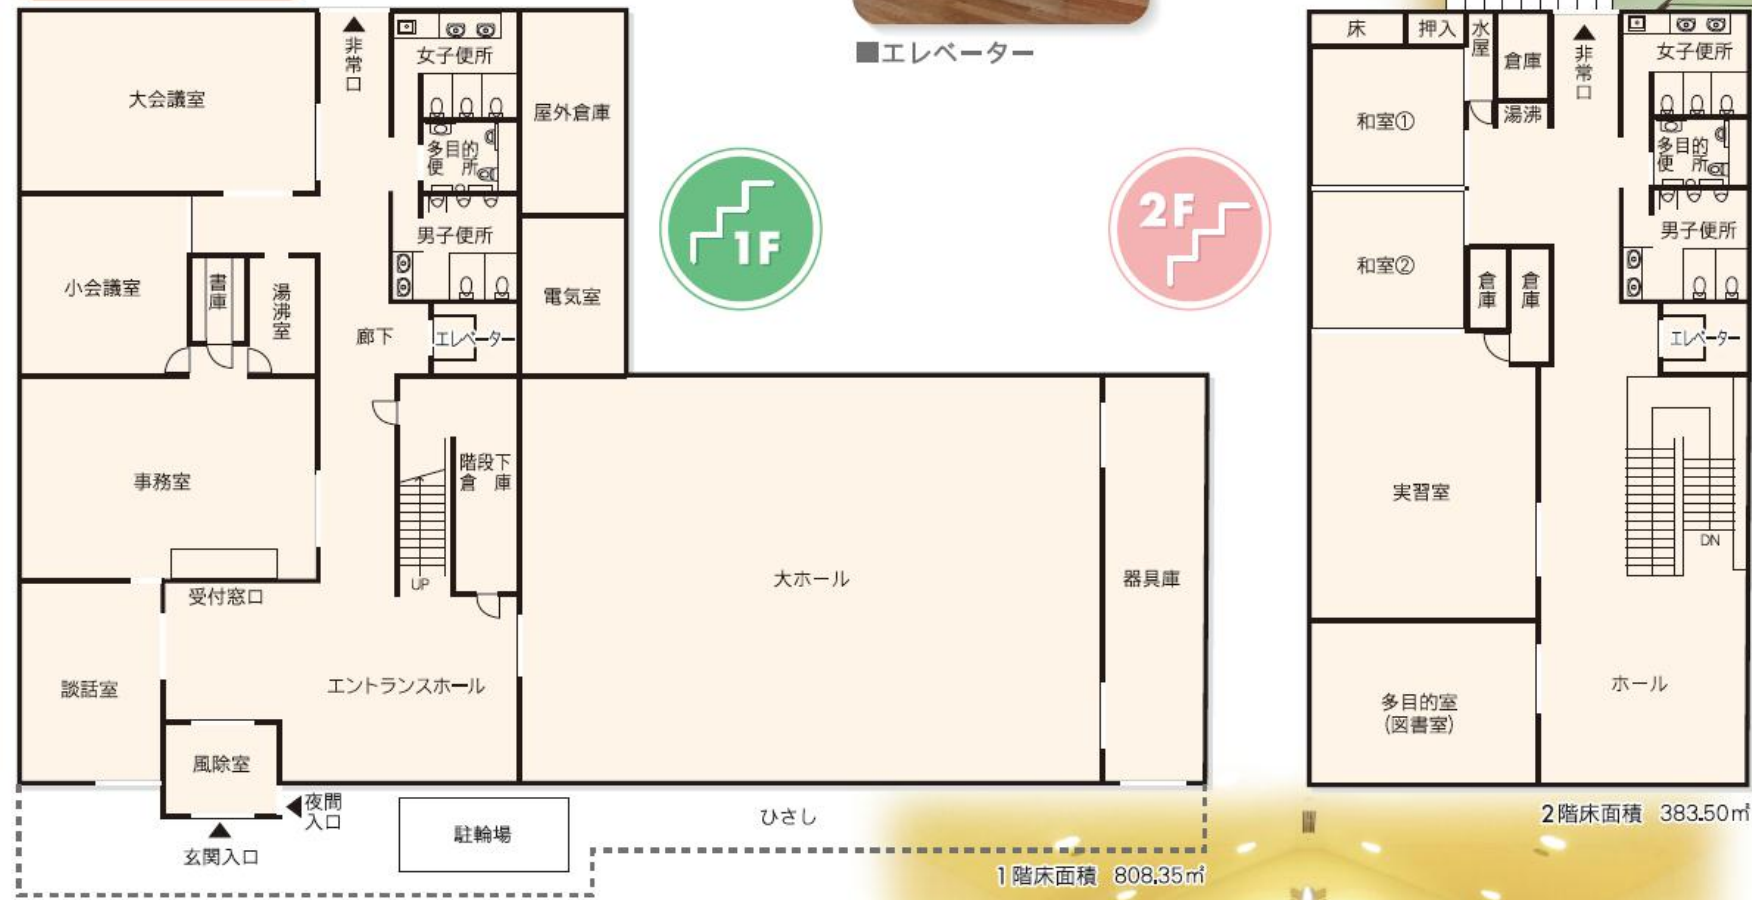 ■エレベーター
大会議室
非常口
女子便所
屋外倉庫
多目的
便　所
男子便所
小会議室
書庫
湯沸室
廊下
エレベーター
電気室
1F
事務室
階段下
倉　庫
UP
受付窓口
大ホール
器具庫
談話室
エントランスホール
風除室
夜間
入口
玄関入口
駐輪場
ひさし
1階床面積　808.35㎡
2F
床
押入
水屋
倉庫
湯沸
非常口
女子便所
和室①
多目的
便　所
男子便所
和室②
倉庫
倉庫
エレベーター
実習室
DN
多目的室
(図書室)
ホール
2階床面積　383.50㎡